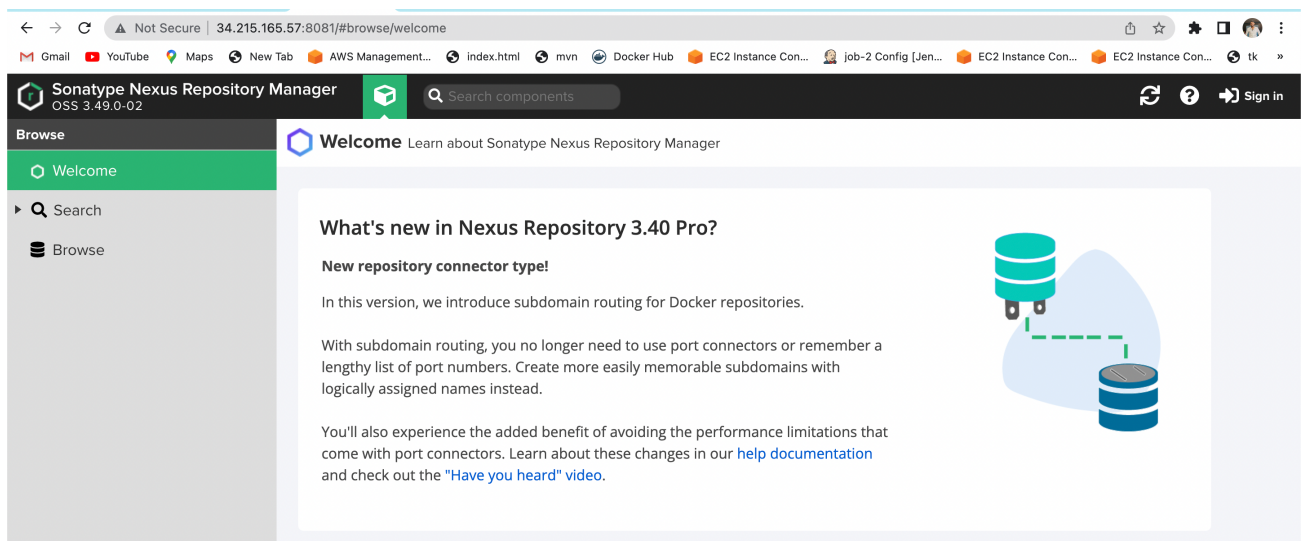 Not Secure | 34.215.165.57:8081/#browse/welcome
Gmail YouTube Maps New Tab AWS Management... index.html mvn Docker Hub EC2 Instance Con... job-2 Config [Jen... EC2 Instance Con... EC2 Instance Con... tk »
Sonatype Nexus Repository Manager
OSS 3.49.0-02
Search components
Sign in
Browse
Welcome
Search
Browse
Welcome Learn about Sonatype Nexus Repository Manager
What's new in Nexus Repository 3.40 Pro?
New repository connector type!
In this version, we introduce subdomain routing for Docker repositories.
With subdomain routing, you no longer need to use port connectors or remember a
lengthy list of port numbers. Create more easily memorable subdomains with
logically assigned names instead.
You'll also experience the added benefit of avoiding the performance limitations that
come with port connectors. Learn about these changes in our help documentation
and check out the "Have you heard" video.